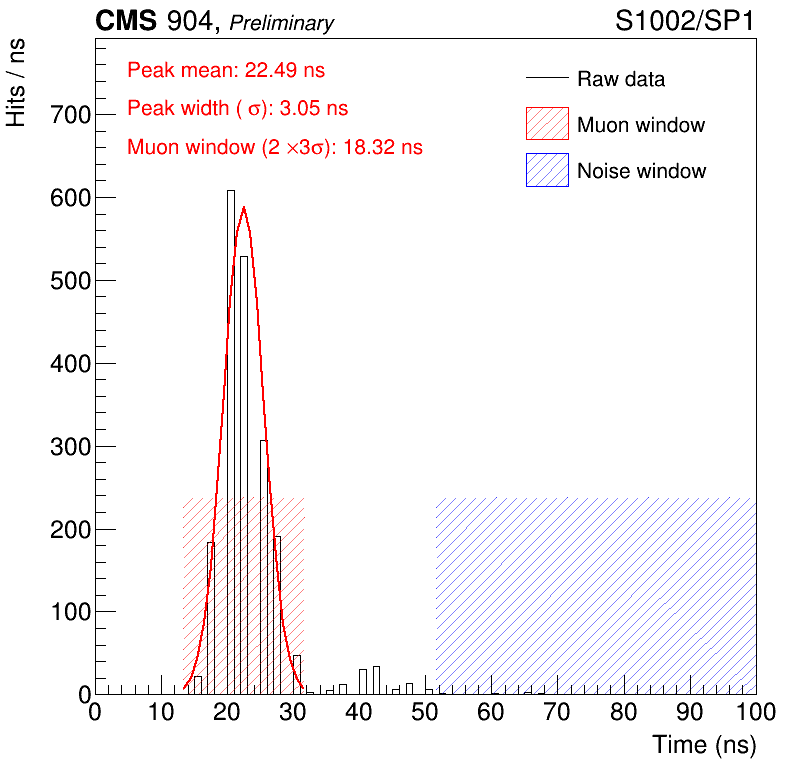 CMS 904, Preliminary
S1002/SP1
Hits / ns
Peak mean: 22.49 ns
Peak width ( σ): 3.05 ns
Muon window (2 ×3σ): 18.32 ns
Raw data
Muon window
Noise window
700
600
500
400
300
200
100
0
0 10 20 30 40 50 60 70 80 90 100
Time (ns)